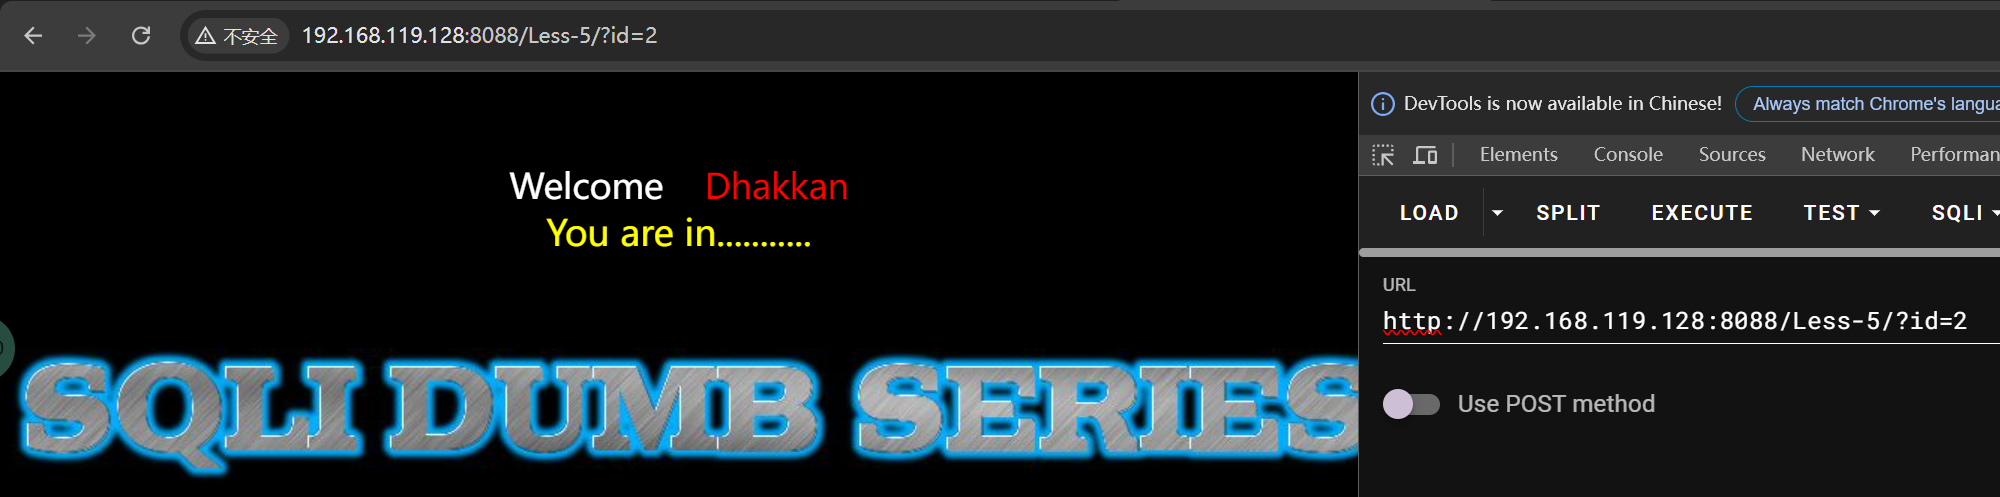 不安全 192.168.119.128:8088/Less-5/?id=2
Welcome Dhakkan
You are in...........
SQLI DUMB SERIES
DevTools is now available in Chinese! Always match Chrome's langua
Elements Console Sources Network Performan
LOAD SPLIT EXECUTE TEST SQLI
URL
http://192.168.119.128:8088/Less-5/?id=2
Use POST method